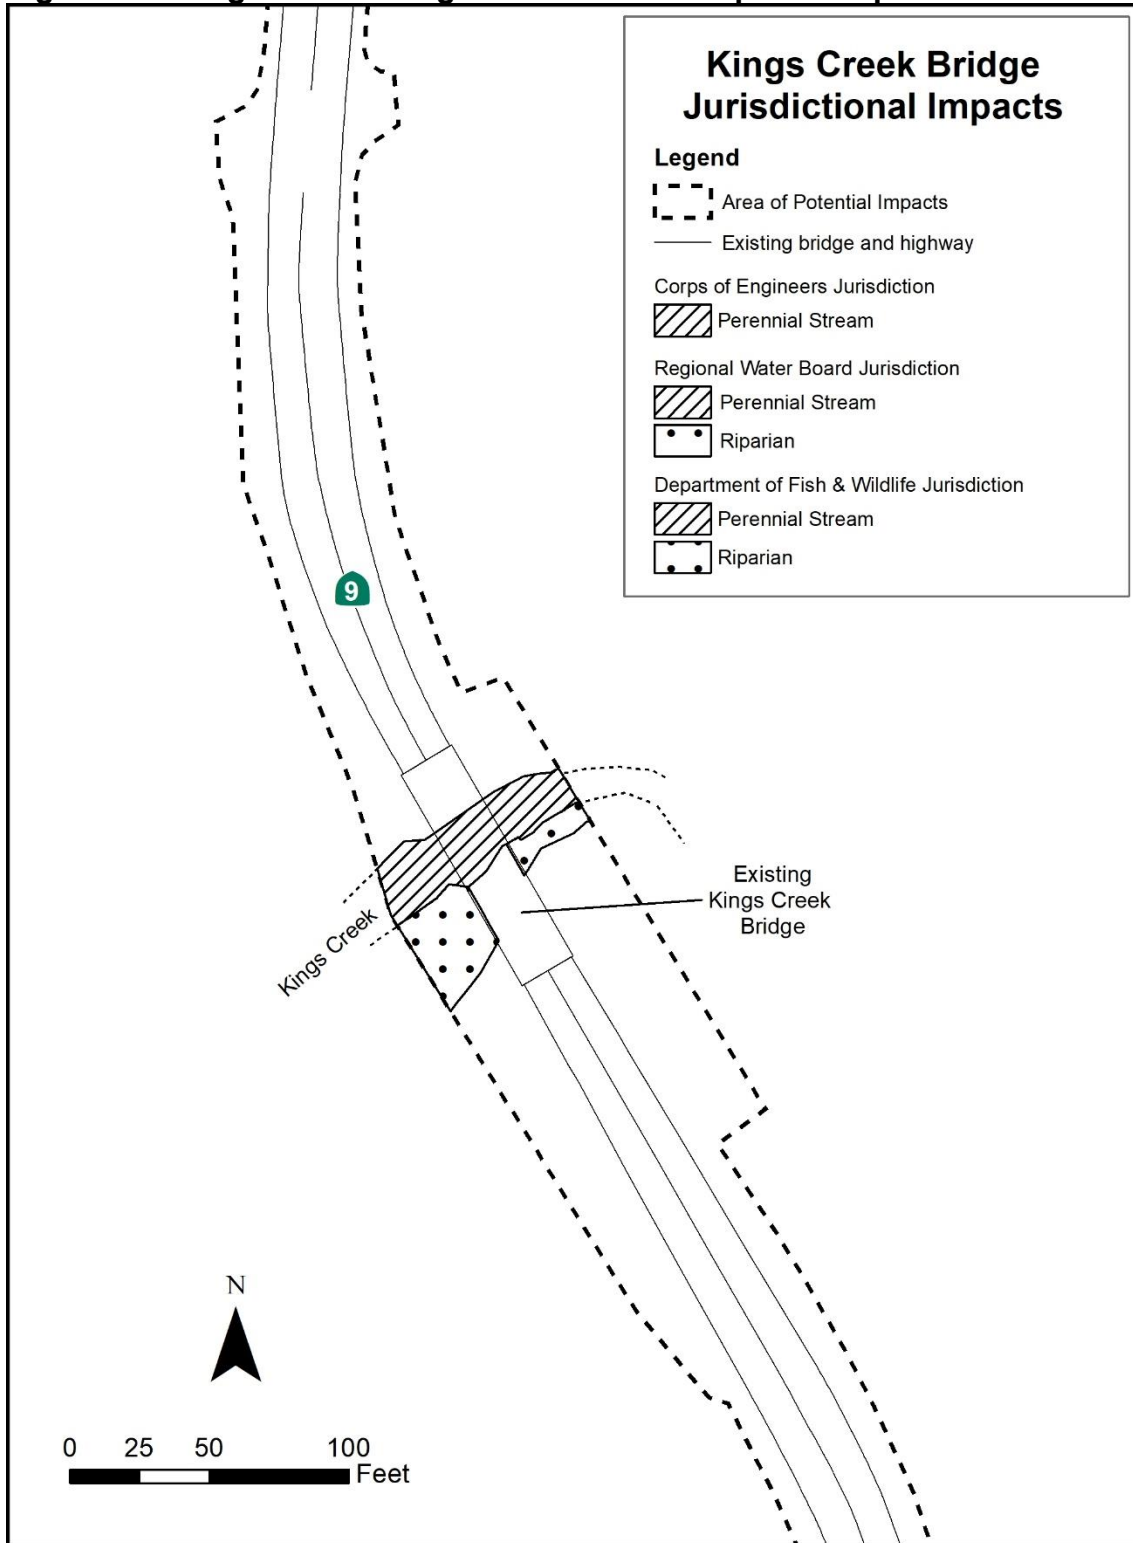 Kings Creek Bridge
Jurisdictional Impacts
Legend
Area of Potential Impacts
Existing bridge and highway
Corps of Engineers Jurisdiction
Perennial Stream
Regional Water Board Jurisdiction
Perennial Stream
Riparian
Department of Fish & Wildlife Jurisdiction
Perennial Stream
Riparian
9
Existing
Kings Creek
Bridge
Kings Creek
N
0 25 50 100
Feet